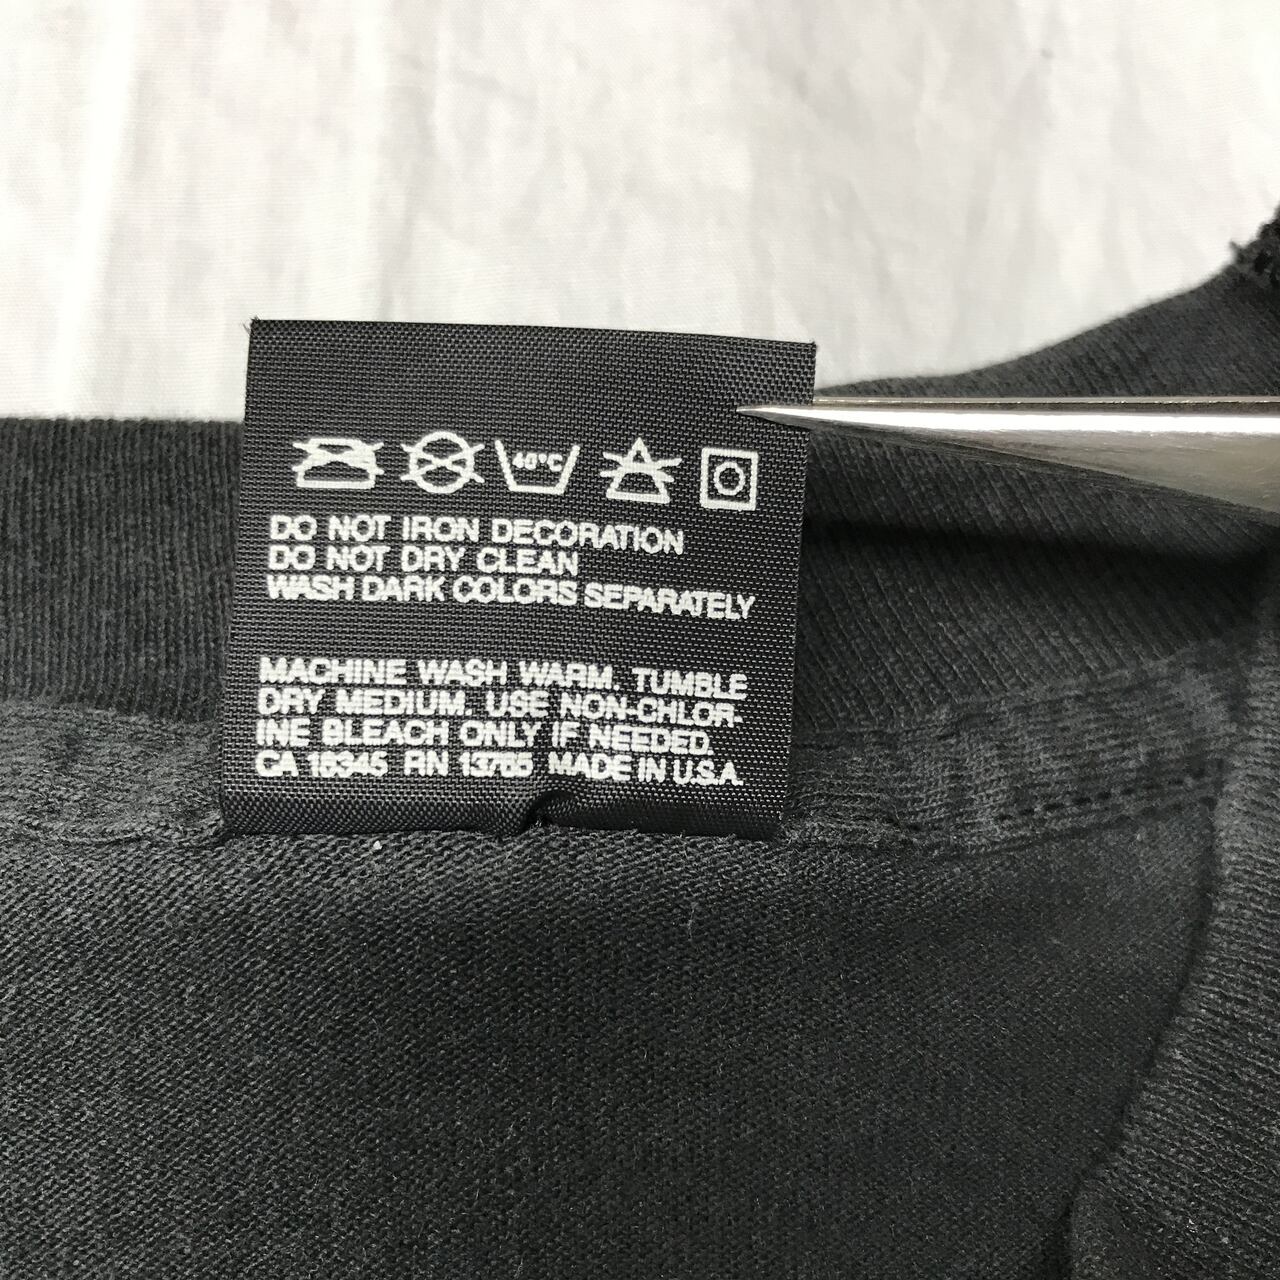 40°C
DO NOT IRON DECORATION
DO NOT DRY CLEAN
WASH DARK COLORS SEPARATELY
MACHINE WASH WARM. TUMBLE
DRY MEDIUM. USE NON-CHLOR-
INE BLEACH ONLY IF NEEDED.
CA 18345 RN 13765 MADE IN U.S.A.